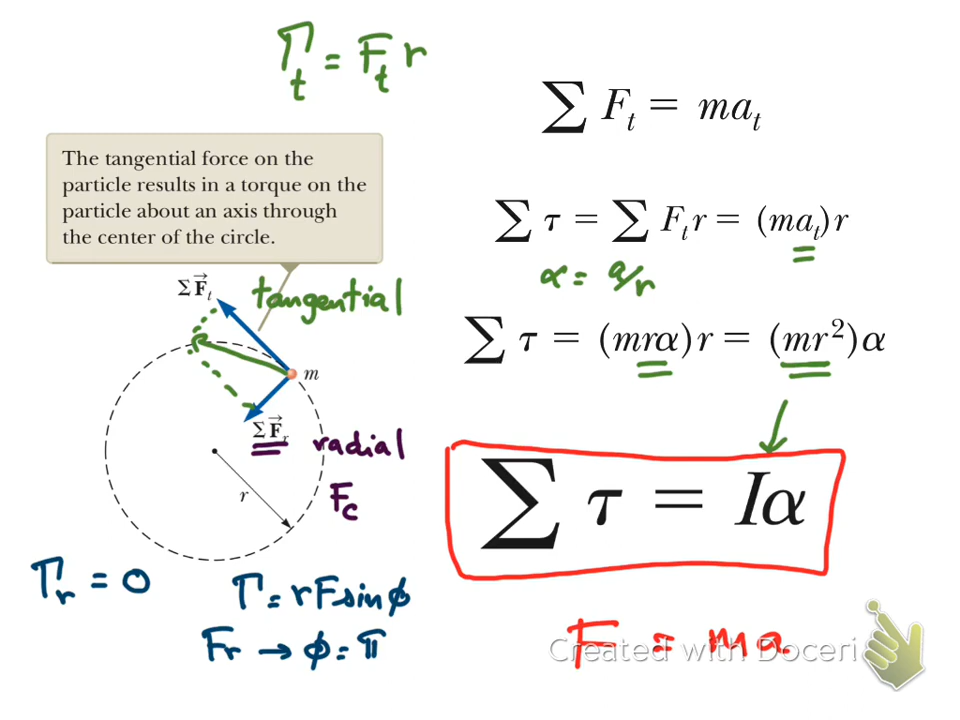 τt = Ft r
∑ Ft = mat
The tangential force on the
particle results in a torque on the
particle about an axis through
the center of the circle.
∑ τ = ∑ Ftr = (mat)r
α = a/r
ΣF⃗t tangential
∑ τ = (mrα)r = (mr²)α
m
ΣF⃗r radial
r
Fc
∑ τ = Iα
τr = 0
τ = rF sin ϕ
Fr → ϕ = π
F = ma
Created with Doceri